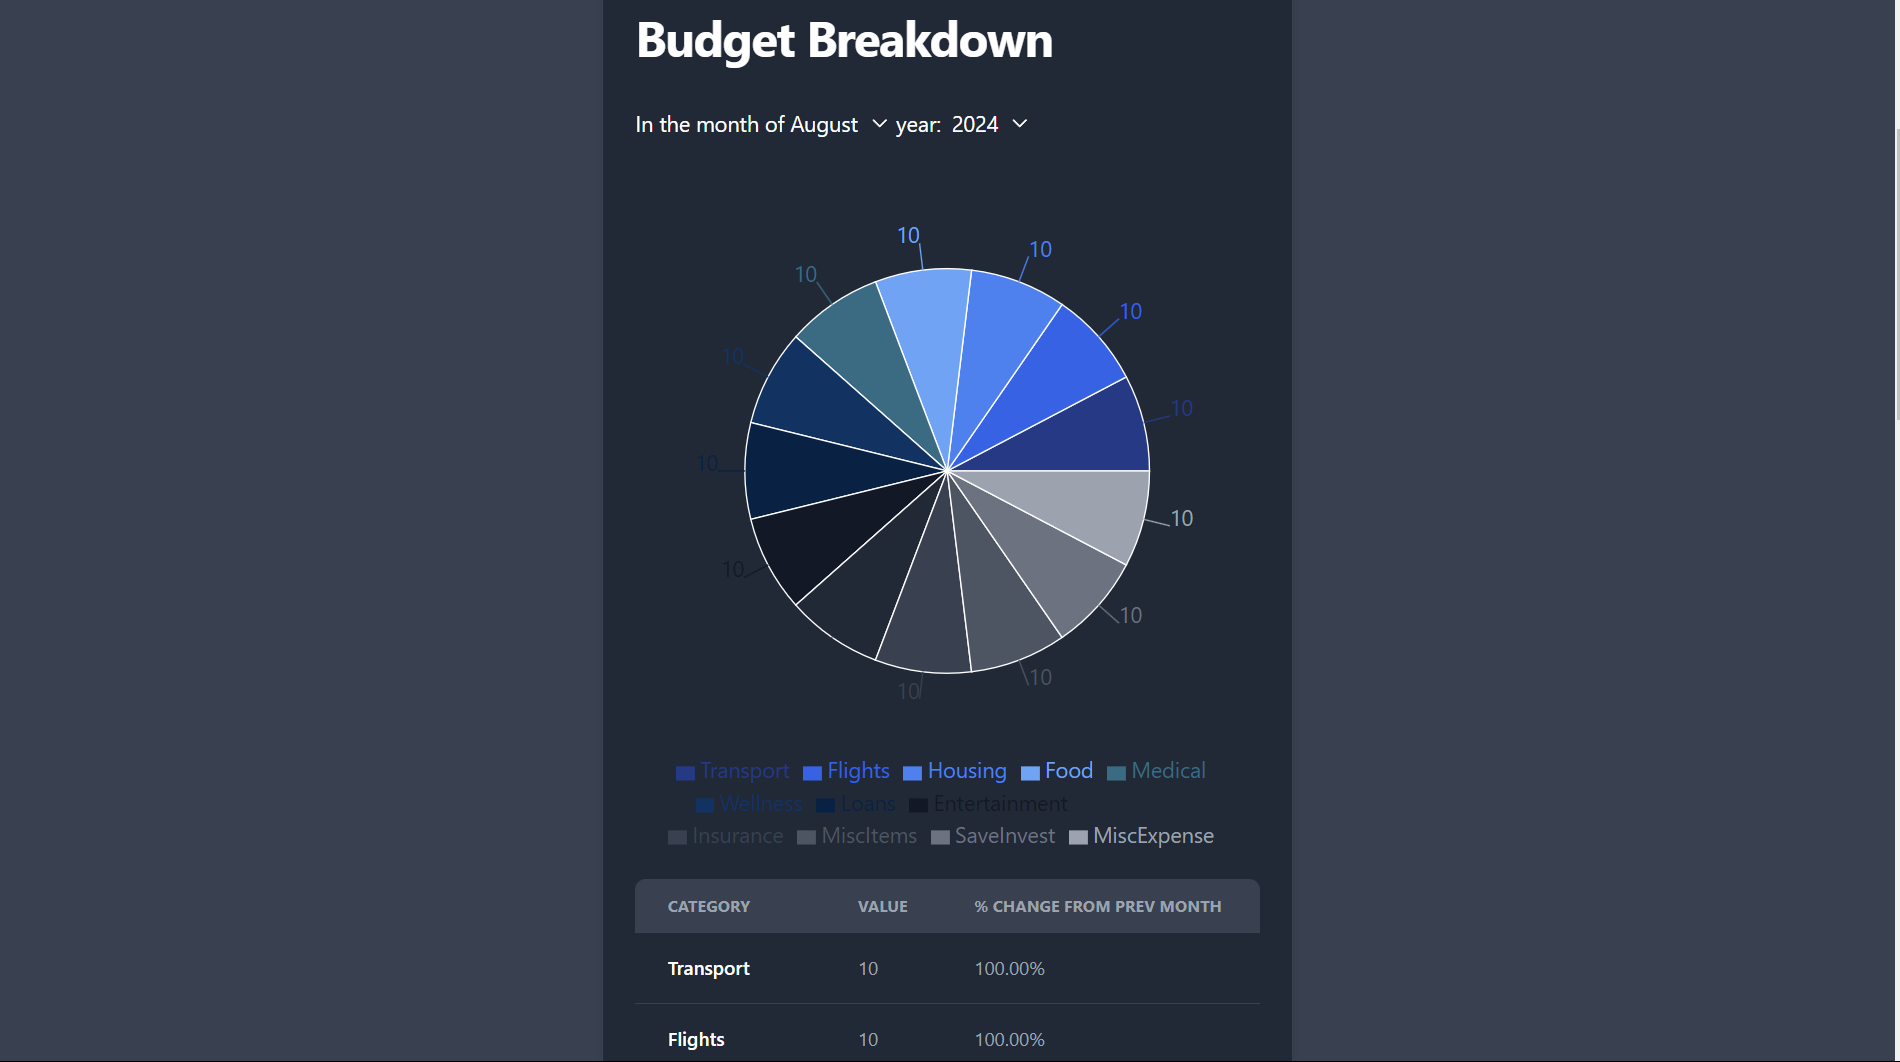 Budget Breakdown
In the month of August year: 2024
10
10
10
10
10
10
10
10
10
10
10
10
Transport Flights Housing Food Medical
Wellness Loans Entertainment
Insurance MiscItems SaveInvest MiscExpense
CATEGORY VALUE % CHANGE FROM PREV MONTH
Transport 10 100.00%
Flights 10 100.00%